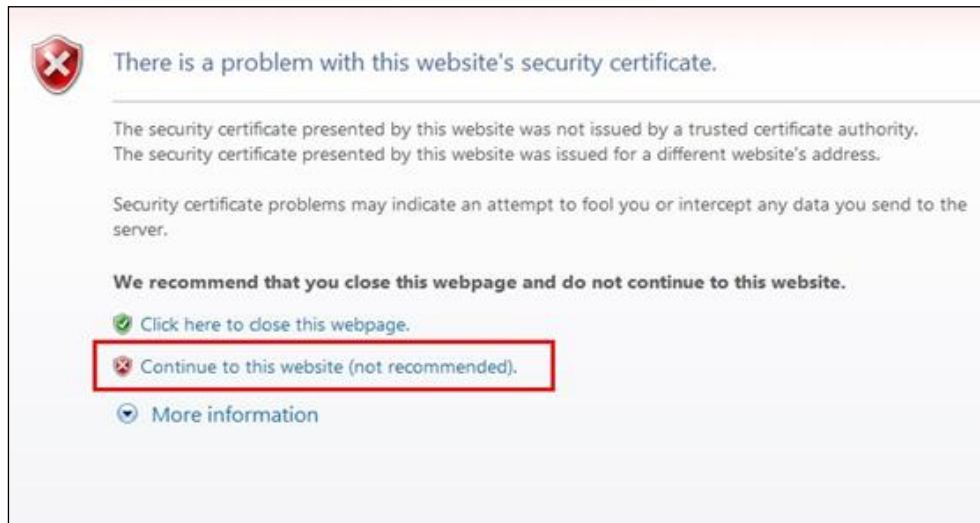 There is a problem with this website's security certificate.
The security certificate presented by this website was not issued by a trusted certificate authority.
The security certificate presented by this website was issued for a different website's address.
Security certificate problems may indicate an attempt to fool you or intercept any data you send to the
server.
We recommend that you close this webpage and do not continue to this website.
Click here to close this webpage.
Continue to this website (not recommended).
More information